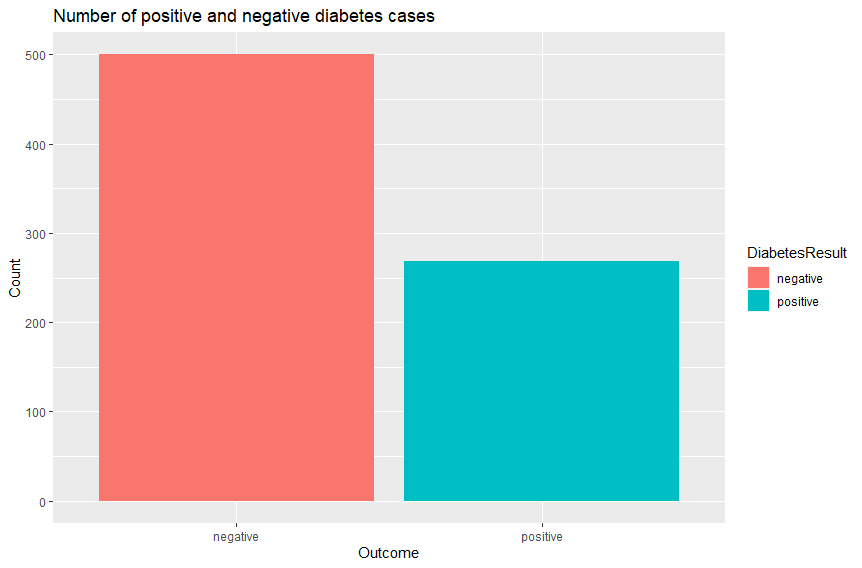 Number of positive and negative diabetes cases
500
400
300
200
100
0
Count
negative
positive
Outcome
DiabetesResult
negative
positive